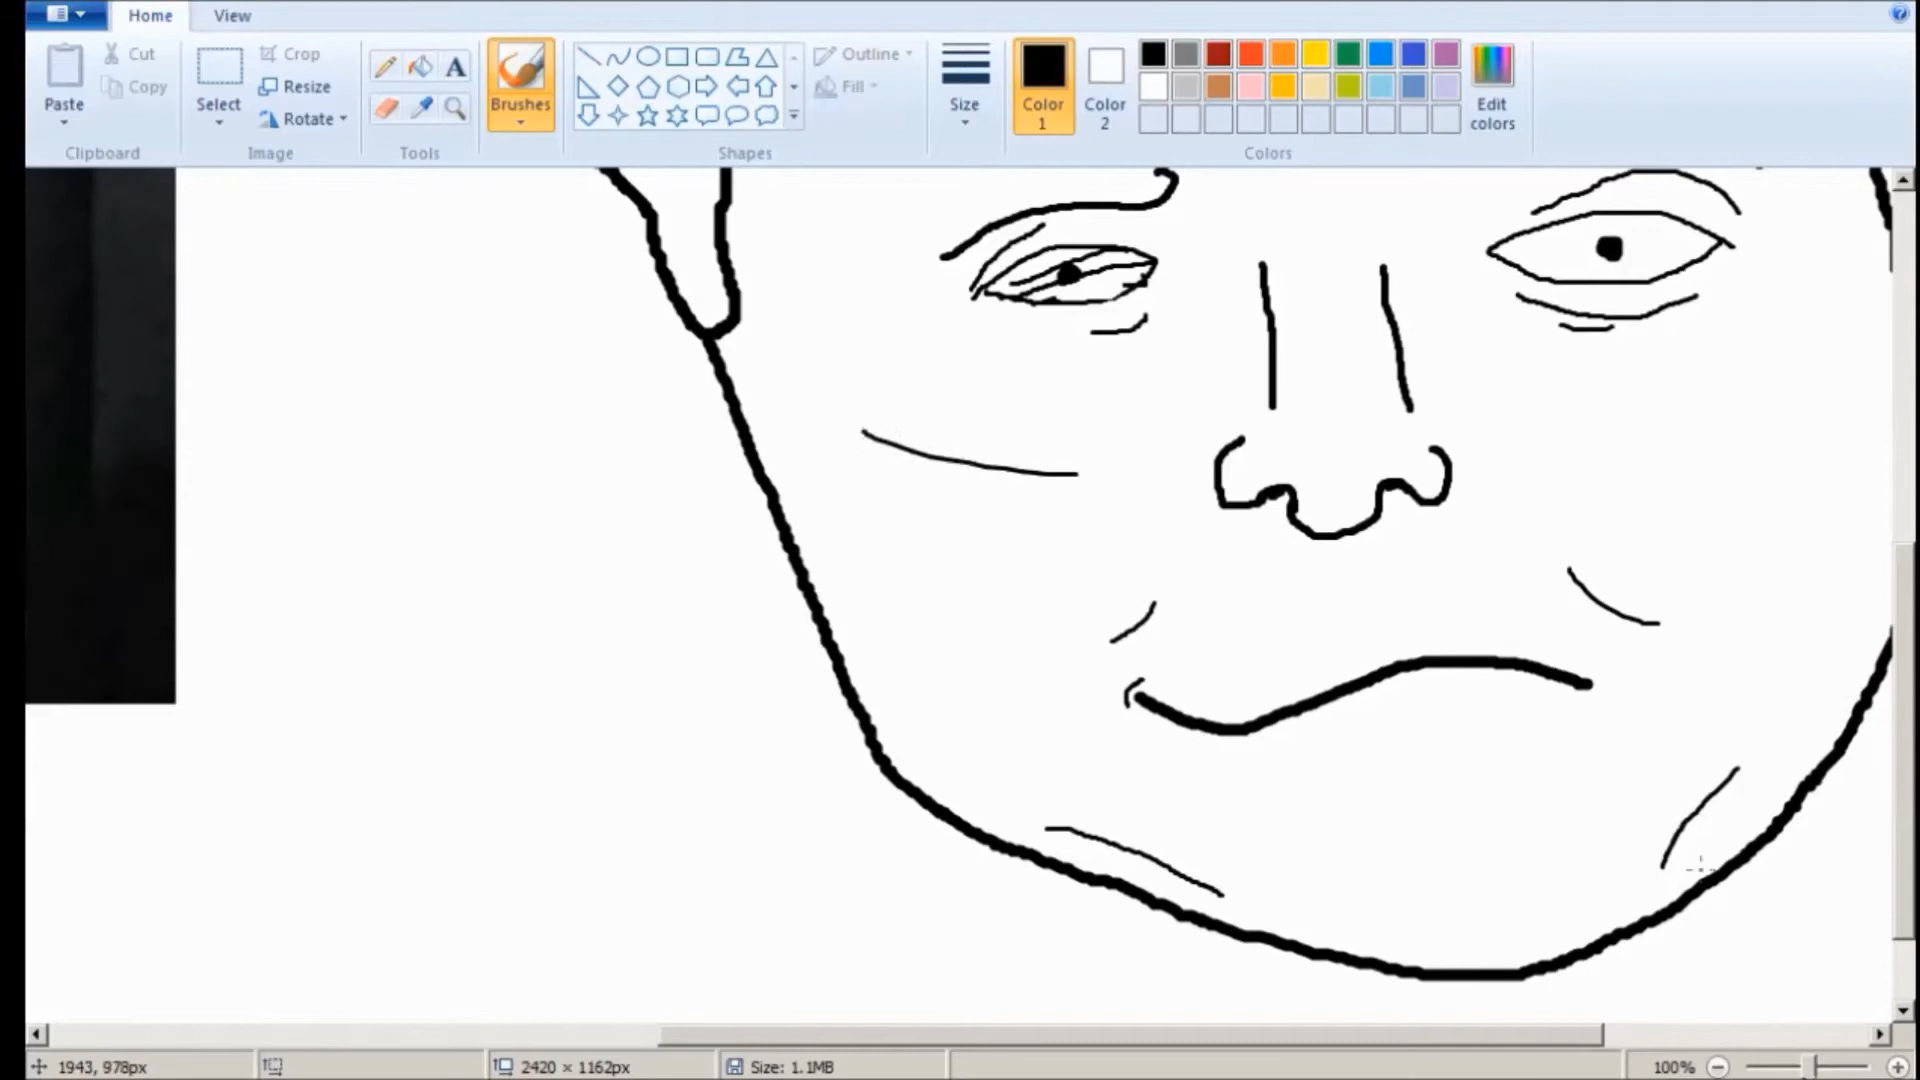 Home View
Cut
Copy
Paste
Clipboard
Select
Crop
Resize
Rotate
Image
A
Tools
Brushes
Outline
Fill
Shapes
Size
Color
1
Color
2
Edit
colors
Colors
1943, 978px
2420 × 1162px
Size: 1.1MB
100%